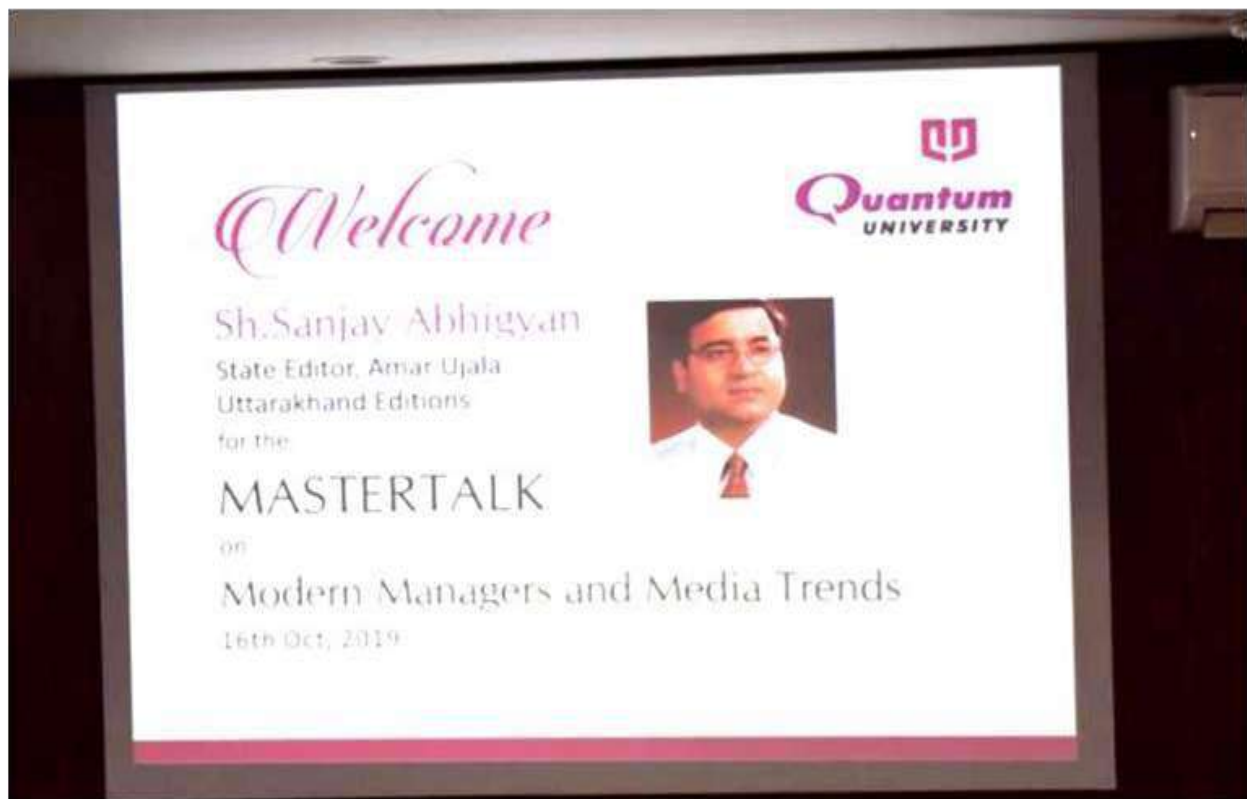 Welcome
Quantum
UNIVERSITY
Sh.Sanjay Abhigyan
State Editor, Amar Ujala
Uttarakhand Editions
for the
MASTERTALK
on
Modern Managers and Media Trends
16th Oct, 2019